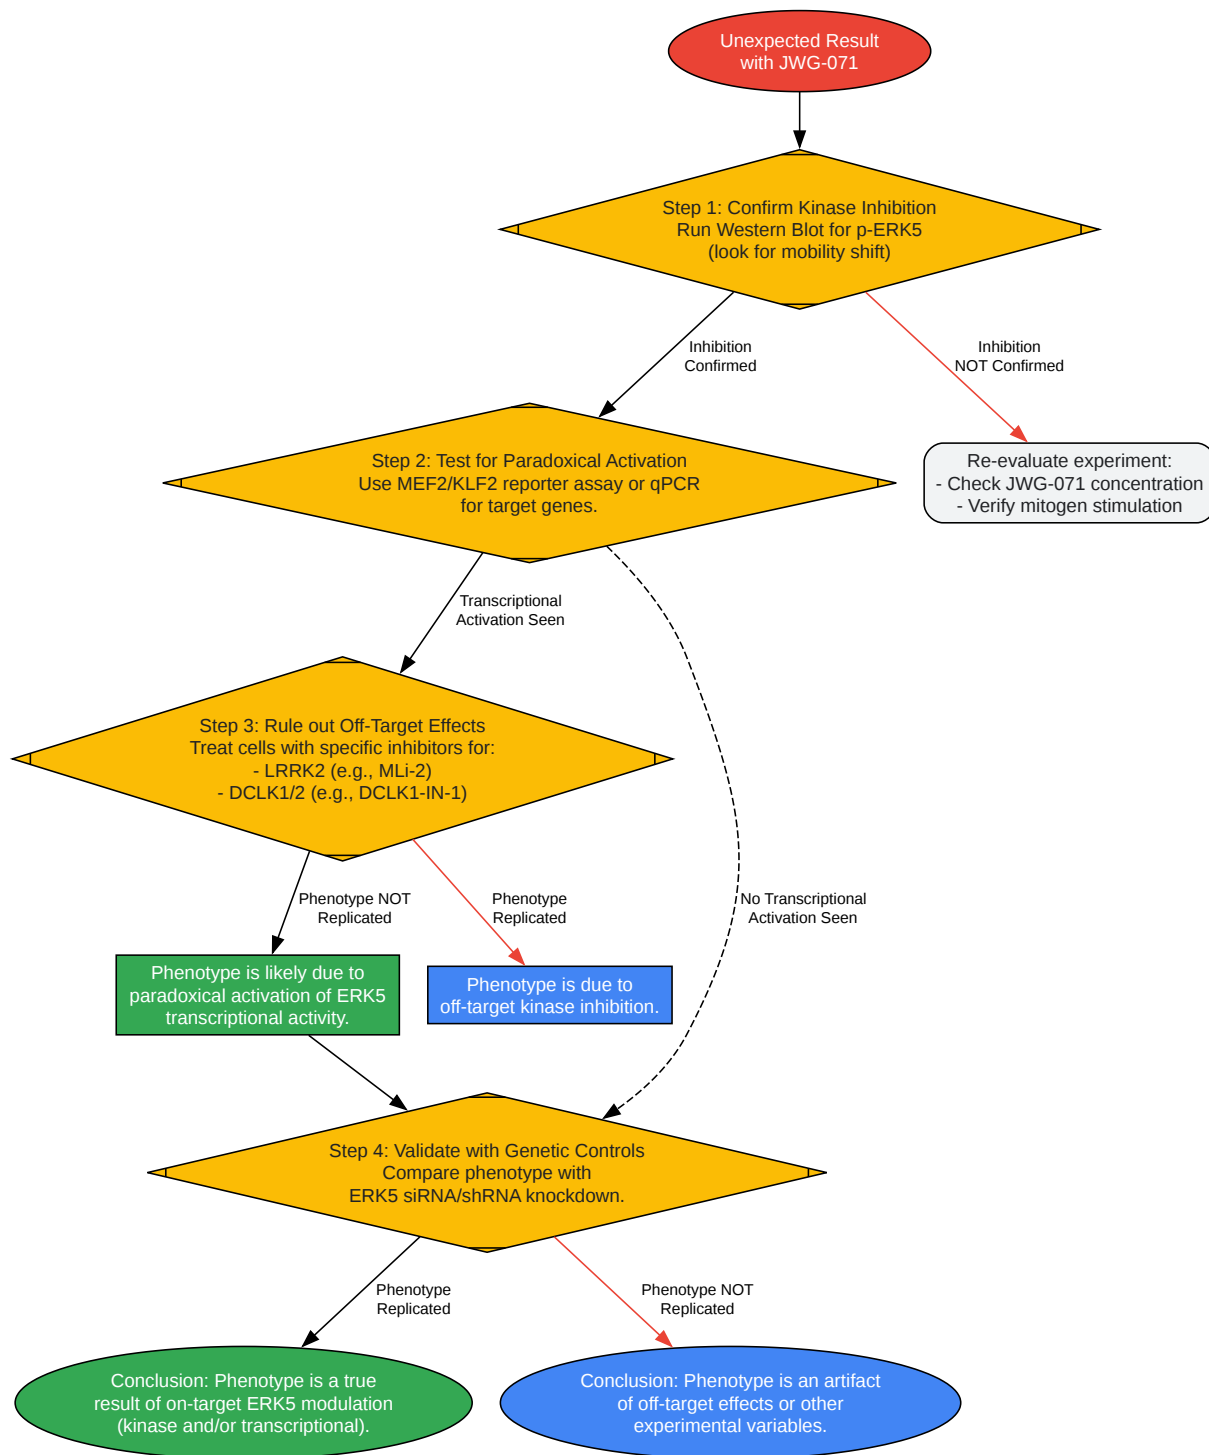 Unexpected Result
with JWG-071
Step 1: Confirm Kinase Inhibition
Run Western Blot for p-ERK5
(look for mobility shift)
Inhibition
Confirmed
Inhibition
NOT Confirmed
Step 2: Test for Paradoxical Activation
Use MEF2/KLF2 reporter assay or qPCR
for target genes.
Re-evaluate experiment:
- Check JWG-071 concentration
- Verify mitogen stimulation
Transcriptional
Activation Seen
Step 3: Rule out Off-Target Effects
Treat cells with specific inhibitors for:
- LRRK2 (e.g., MLi-2)
- DCLK1/2 (e.g., DCLK1-IN-1)
Phenotype NOT
Replicated
Phenotype
Replicated
No Transcriptional
Activation Seen
Phenotype is likely due to
paradoxical activation of ERK5
transcriptional activity.
Phenotype is due to
off-target kinase inhibition.
Step 4: Validate with Genetic Controls
Compare phenotype with
ERK5 siRNA/shRNA knockdown.
Phenotype
Replicated
Phenotype NOT
Replicated
Conclusion: Phenotype is a true
result of on-target ERK5 modulation
(kinase and/or transcriptional).
Conclusion: Phenotype is an artifact
of off-target effects or other
experimental variables.